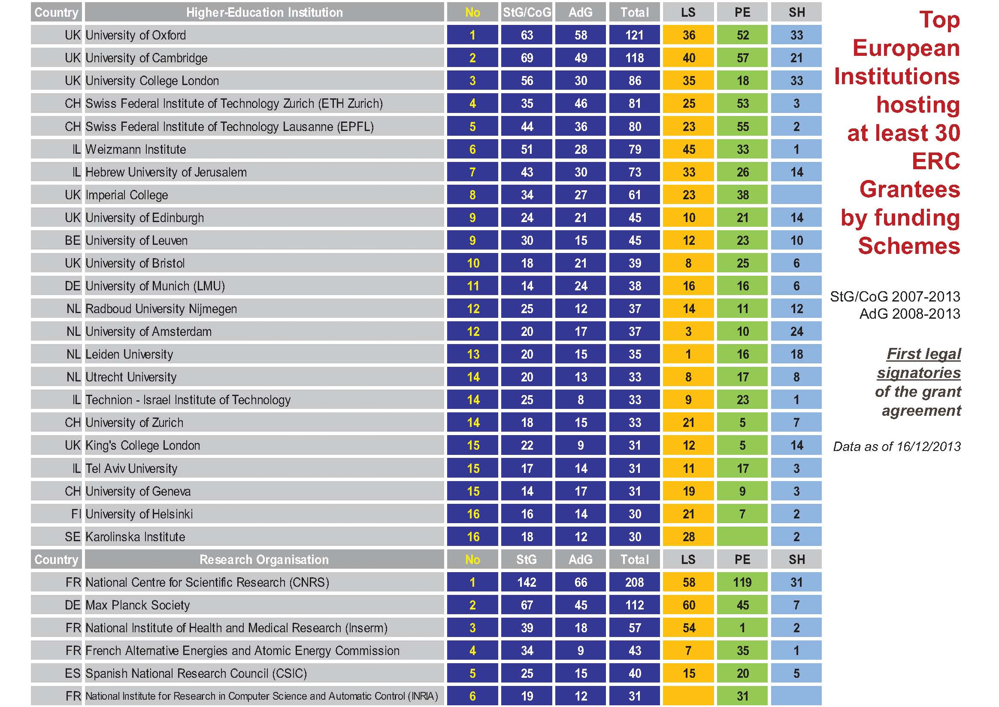 Country Higher-Education Institution No StG/CoG AdG Total LS PE SH
UK University of Oxford 1 63 58 121 36 52 33
UK University of Cambridge 2 69 49 118 40 57 21
UK University College London 3 56 30 86 35 18 33
CH Swiss Federal Institute of Technology Zurich (ETH Zurich) 4 35 46 81 25 53 3
CH Swiss Federal Institute of Technology Lausanne (EPFL) 5 44 36 80 23 55 2
IL Weizmann Institute 6 51 28 79 45 33 1
IL Hebrew University of Jerusalem 7 43 30 73 33 26 14
UK Imperial College 8 34 27 61 23 38
UK University of Edinburgh 9 24 21 45 10 21 14
BE University of Leuven 9 30 15 45 12 23 10
UK University of Bristol 10 18 21 39 8 25 6
DE University of Munich (LMU) 11 14 24 38 16 16 6
NL Radboud University Nijmegen 12 25 12 37 14 11 12
NL University of Amsterdam 12 20 17 37 3 10 24
NL Leiden University 13 20 15 35 1 16 18
NL Utrecht University 14 20 13 33 8 17 8
IL Technion - Israel Institute of Technology 14 25 8 33 9 23 1
CH University of Zurich 14 18 15 33 21 5 7
UK King's College London 15 22 9 31 12 5 14
IL Tel Aviv University 15 17 14 31 11 17 3
CH University of Geneva 15 14 17 31 19 9 3
FI University of Helsinki 16 16 14 30 21 7 2
SE Karolinska Institute 16 18 12 30 28 2
Country Research Organisation No StG AdG Total LS PE SH
FR National Centre for Scientific Research (CNRS) 1 142 66 208 58 119 31
DE Max Planck Society 2 67 45 112 60 45 7
FR National Institute of Health and Medical Research (Inserm) 3 39 18 57 54 1 2
FR French Alternative Energies and Atomic Energy Commission 4 34 9 43 7 35 1
ES Spanish National Research Council (CSIC) 5 25 15 40 15 20 5
FR National Institute for Research in Computer Science and Automatic Control (INRIA) 6 19 12 31 31
Top
European
Institutions
hosting
at least 30
ERC
Grantees
by funding
Schemes
StG/CoG 2007-2013
AdG 2008-2013
First legal
signatories
of the grant
agreement
Data as of 16/12/2013